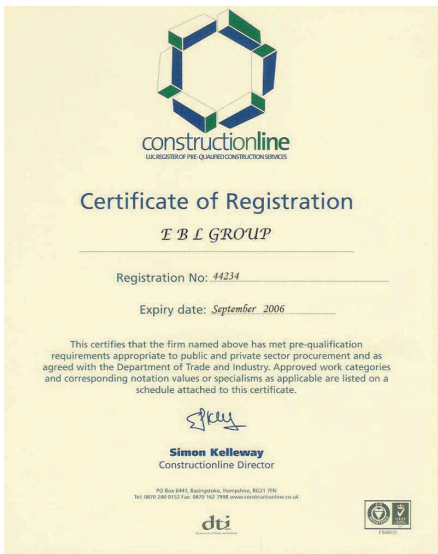 constructionline
U.K. REGISTER OF PRE-QUALIFIED CONSTRUCTION SERVICES
Certificate of Registration
E B L GROUP
Registration No: 44234
Expiry date: September 2006
This certifies that the firm named above has met pre-qualification
requirements appropriate to public and private sector procurement and as
agreed with the Department of Trade and Industry. Approved work categories
and corresponding notation values or specialisms as applicable are listed on a
schedule attached to this certificate.
Simon Kelleway
Constructionline Director
PO Box 6441, Basingstoke, Hampshire, RG21 7FN
Tel: 0870 240 0152 Fax: 0870 162 7998 www.constructionline.co.uk
dti